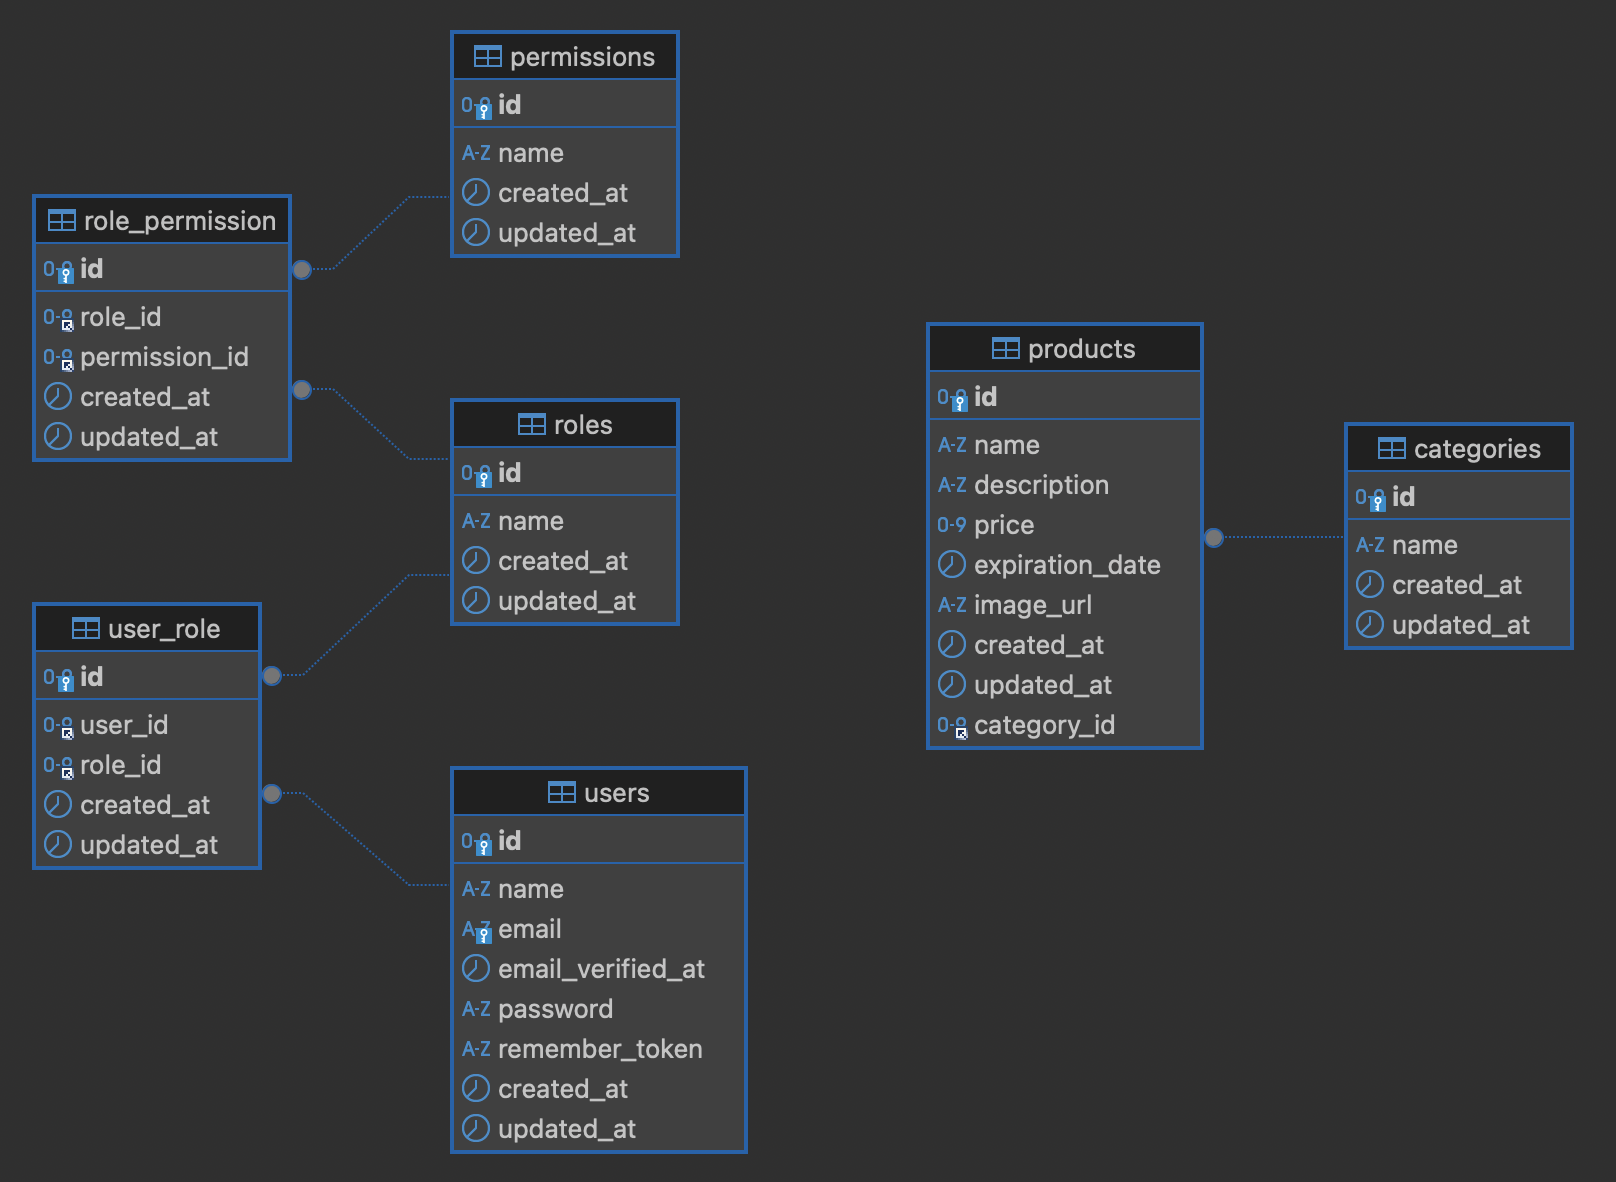 permissions
id
A-Z name
created_at
updated_at
role_permission
id
role_id
permission_id
created_at
updated_at
roles
id
A-Z name
created_at
updated_at
user_role
id
user_id
role_id
created_at
updated_at
users
id
A-Z name
email
email_verified_at
A-Z password
A-Z remember_token
created_at
updated_at
products
id
A-Z name
A-Z description
0-9 price
expiration_date
A-Z image_url
created_at
updated_at
category_id
categories
id
A-Z name
created_at
updated_at